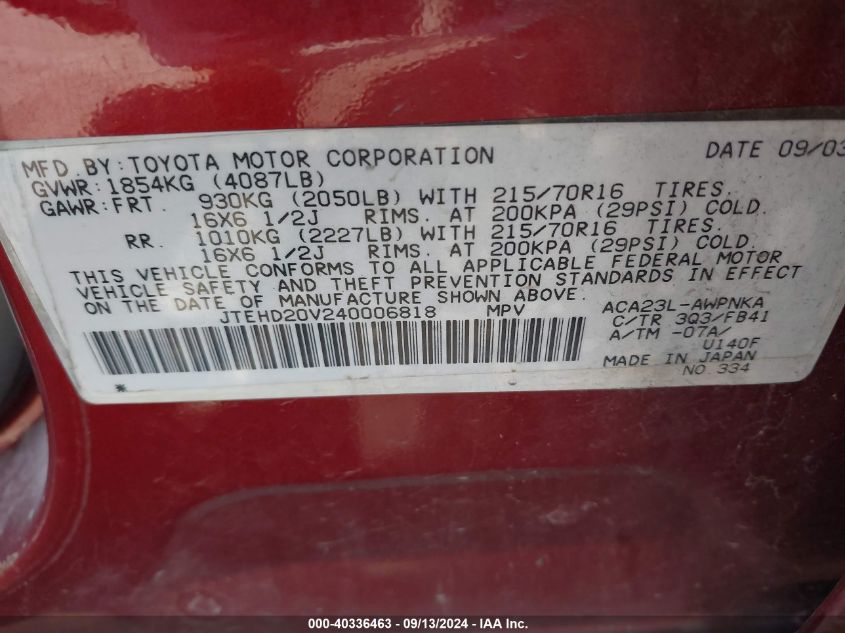 MFD. BY: TOYOTA MOTOR CORPORATION DATE 09/03
GVWR: 1854KG (4087LB)
GAWR: FRT. 930KG (2050LB) WITH 215/70R16 TIRES.
16X6 1/2J RIMS. AT 200KPA (29PSI) COLD.
RR. 1010KG (2227LB) WITH 215/70R16 TIRES.
16X6 1/2J RIMS. AT 200KPA (29PSI) COLD.
THIS VEHICLE CONFORMS TO ALL APPLICABLE FEDERAL MOTOR
VEHICLE SAFETY AND THEFT PREVENTION STANDARDS IN EFFECT
ON THE DATE OF MANUFACTURE SHOWN ABOVE.
JTEHD20V240006818 MPV
ACA23L-AWPNKA
C/TR 3Q3/FB41
A/TM -07A/
U140F
MADE IN JAPAN
NO 334
*
000-40336463 - 09/13/2024 - IAA Inc.